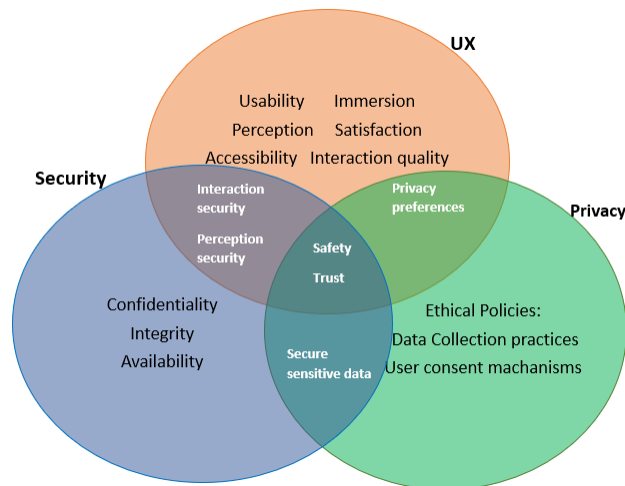 UX
Usability Immersion
Perception Satisfaction
Accessibility Interaction quality
Security
Interaction
security
Privacy
preferences
Privacy
Perception
security
Safety
Trust
Confidentiality
Integrity
Availability
Ethical Policies:
Data Collection practices
User consent machanisms
Secure
sensitive data